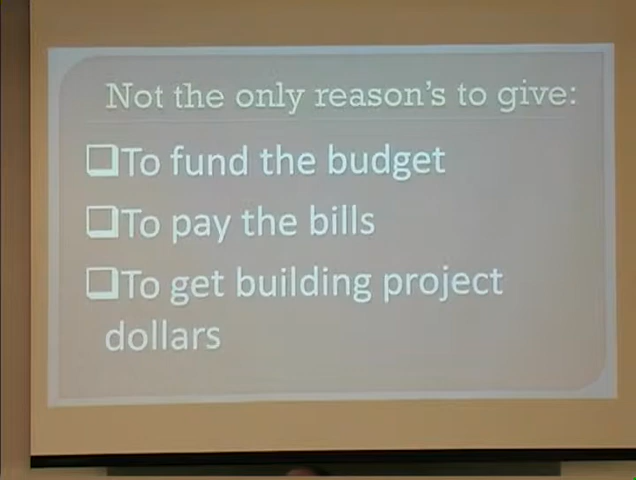 Not the only reason's to give:
❑To fund the budget
❑To pay the bills
❑To get building project
dollars